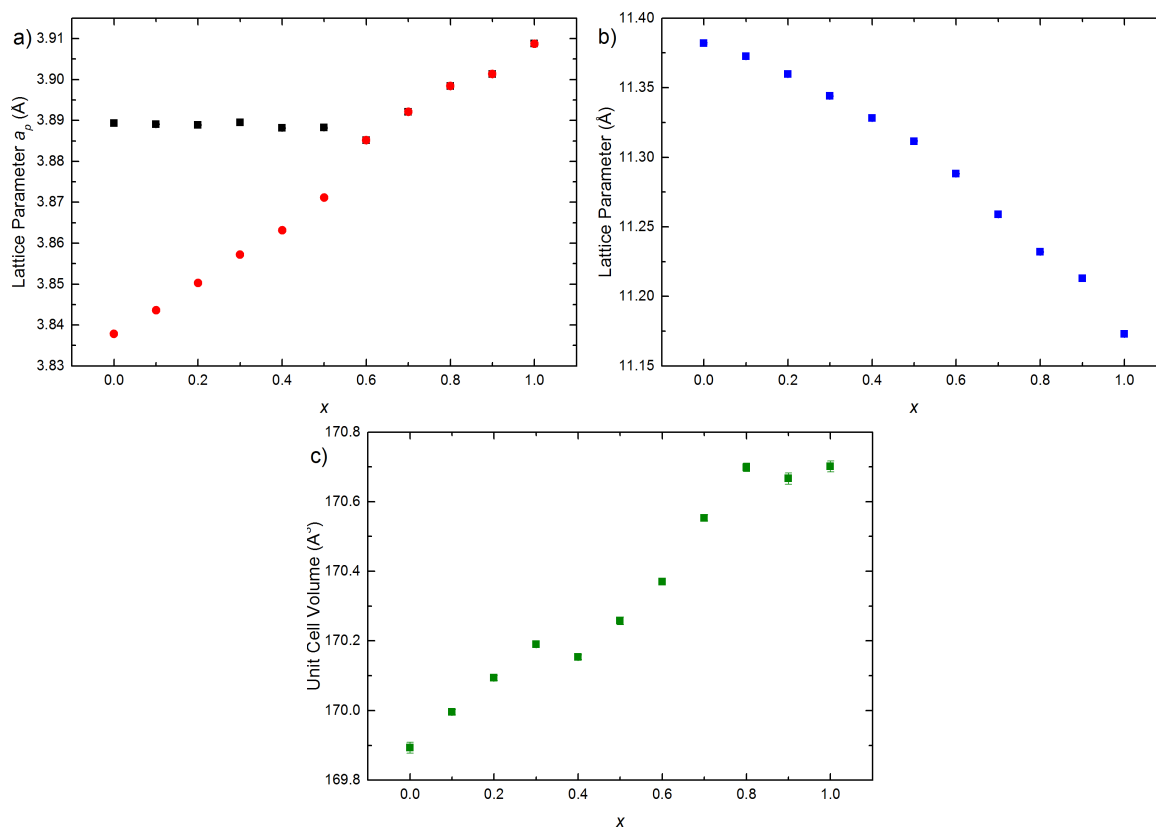 a)
Lattice Parameter ap (Å)
3.91
3.90
3.89
3.88
3.87
3.86
3.85
3.84
3.83
0.0 0.2 0.4 0.6 0.8 1.0
x
b)
Lattice Parameter (Å)
11.40
11.35
11.30
11.25
11.20
11.15
0.0 0.2 0.4 0.6 0.8 1.0
x
c)
Unit Cell Volume (Å3)
170.8
170.6
170.4
170.2
170.0
169.8
0.0 0.2 0.4 0.6 0.8 1.0
x